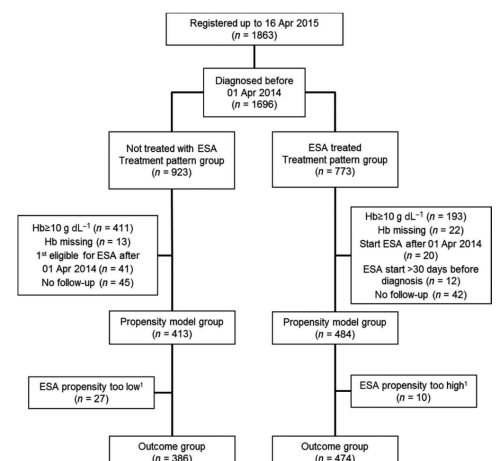 Registered up to 16 Apr 2015
(n = 1863)
Diagnosed before
01 Apr 2014
(n = 1696)
Not treated with ESA
Treatment pattern group
(n = 923)
ESA treated
Treatment pattern group
(n = 773)
Hb≥10 g dL⁻¹ (n = 411)
Hb missing (n = 13)
1st eligible for ESA after
01 Apr 2014 (n = 41)
No follow-up (n = 45)
Hb≥10 g dL⁻¹ (n = 193)
Hb missing (n = 22)
Start ESA after 01 Apr 2014
(n = 20)
ESA start >30 days before
diagnosis (n = 12)
No follow-up (n = 42)
Propensity model group
(n = 413)
Propensity model group
(n = 484)
ESA propensity too low¹
(n = 27)
ESA propensity too high¹
(n = 10)
Outcome group
(n = 386)
Outcome group
(n = 474)